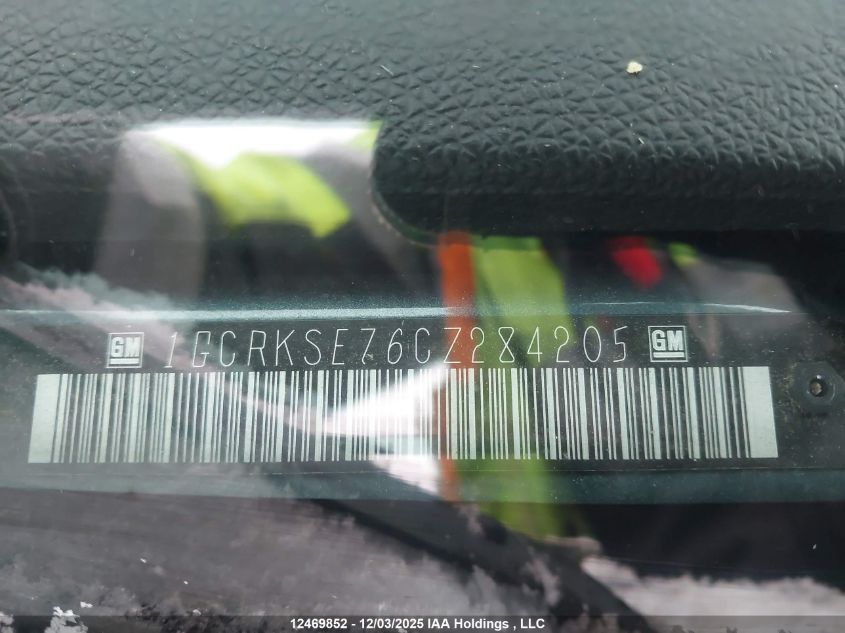 GM 1GCRKSE76CZ284205 GM
12469852 - 12/03/2025 IAA Holdings , LLC